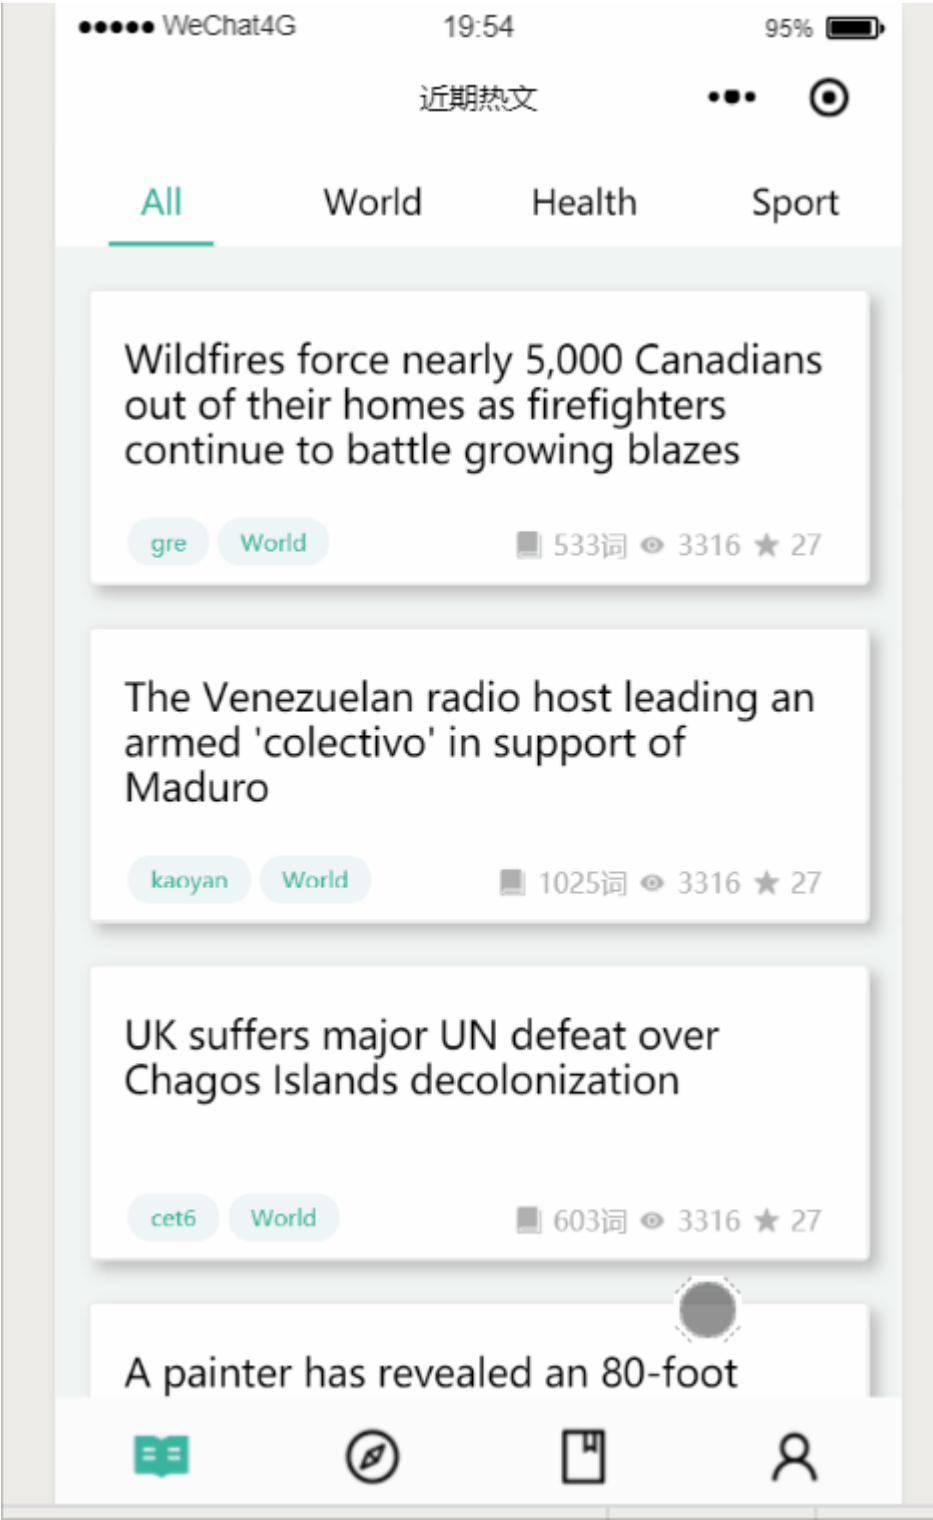 WeChat4G 19:54 95%
近期热文
All World Health Sport
Wildfires force nearly 5,000 Canadians
out of their homes as firefighters
continue to battle growing blazes
gre World 533词 3316 27
The Venezuelan radio host leading an
armed 'colectivo' in support of
Maduro
kaoyan World 1025词 3316 27
UK suffers major UN defeat over
Chagos Islands decolonization
cet6 World 603词 3316 27
A painter has revealed an 80-foot